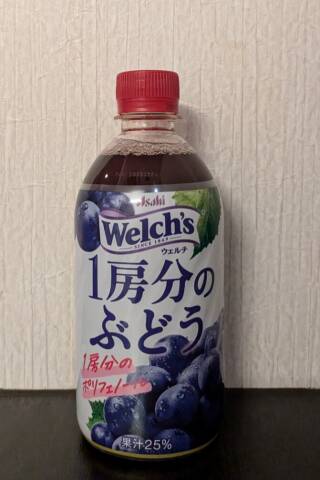 Asahi
Welch's
SINCE 1869
ウェルチ
1房分の
ぶどう
1房分の
ポリフェノール
果汁25%